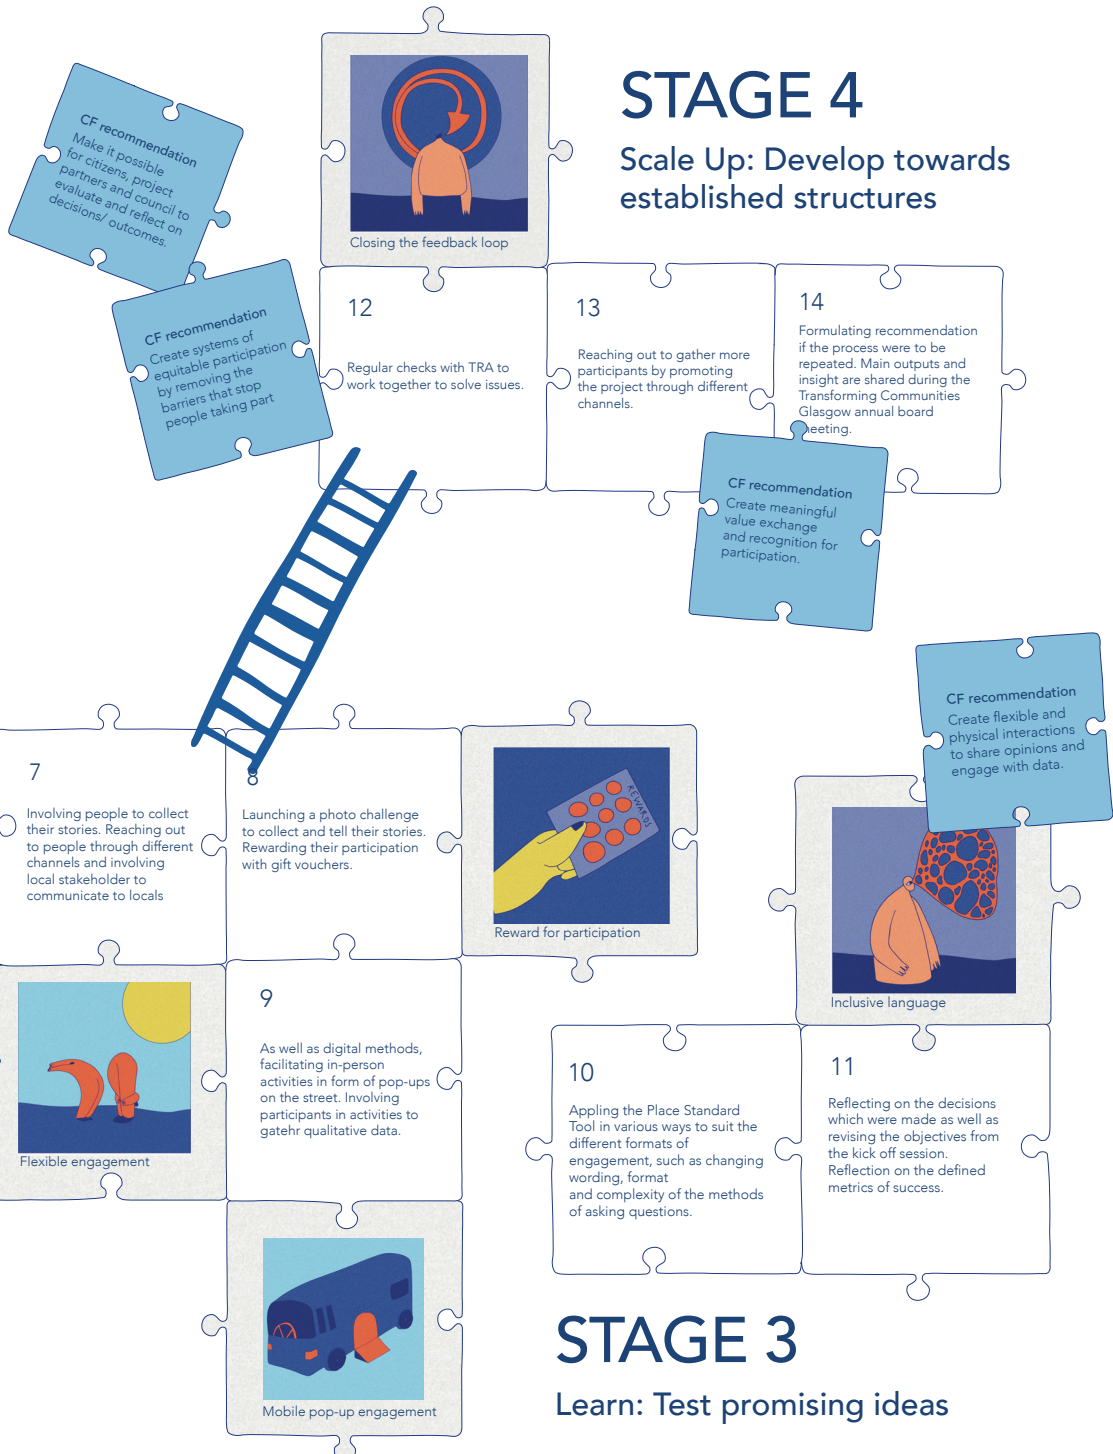 STAGE 4
Scale Up: Develop towards
established structures
CF recommendation
Make it possible
for citizens, project
partners and council to
evaluate and reflect on
decisions/ outcomes.
Closing the feedback loop
CF recommendation
Create systems of
equitable participation
by removing the
barriers that stop
people taking part
12
Regular checks with TRA to
work together to solve issues.
13
Reaching out to gather more
participants by promoting
the project through different
channels.
14
Formulating recommendation
if the process were to be
repeated. Main outputs and
insight are shared during the
Transforming Communities
Glasgow annual board
meeting.
CF recommendation
Create meaningful
value exchange
and recognition for
participation.
CF recommendation
Create flexible and
physical interactions
to share opinions and
engage with data.
7
Involving people to collect
their stories. Reaching out
to people through different
channels and involving
local stakeholder to
communicate to locals
8
Launching a photo challenge
to collect and tell their stories.
Rewarding their participation
with gift vouchers.
REWARDS
Reward for participation
Inclusive language
Flexible engagement
9
As well as digital methods,
facilitating in-person
activities in form of pop-ups
on the street. Involving
participants in activities to
gatehr qualitative data.
10
Appling the Place Standard
Tool in various ways to suit the
different formats of
engagement, such as changing
wording, format
and complexity of the methods
of asking questions.
11
Reflecting on the decisions
which were made as well as
revising the objectives from
the kick off session.
Reflection on the defined
metrics of success.
Mobile pop-up engagement
STAGE 3
Learn: Test promising ideas